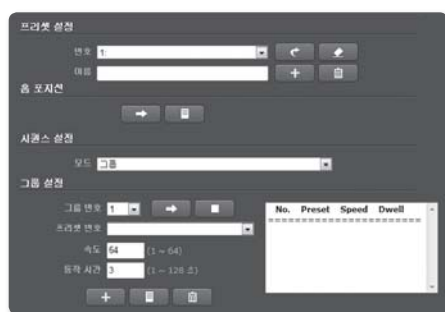 프리셋 설정
번호 1:
이름
홈 포지션
시퀀스 설정
모드 그룹
그룹 설정
그룹 번호 1
프리셋 번호
속도 64 (1 ~ 64)
동작 시간 3 (1 ~ 128 초)
No. Preset Speed Dwell
========================